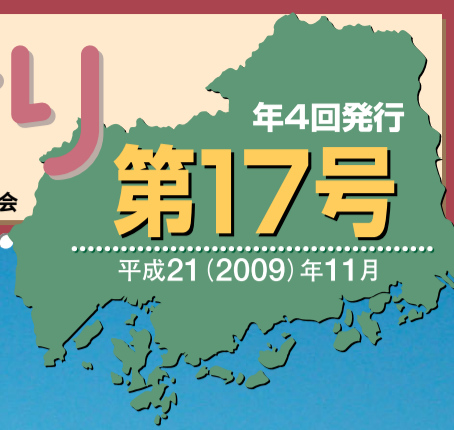 り
年4回発行
第17号
会
平成21（2009）年11月